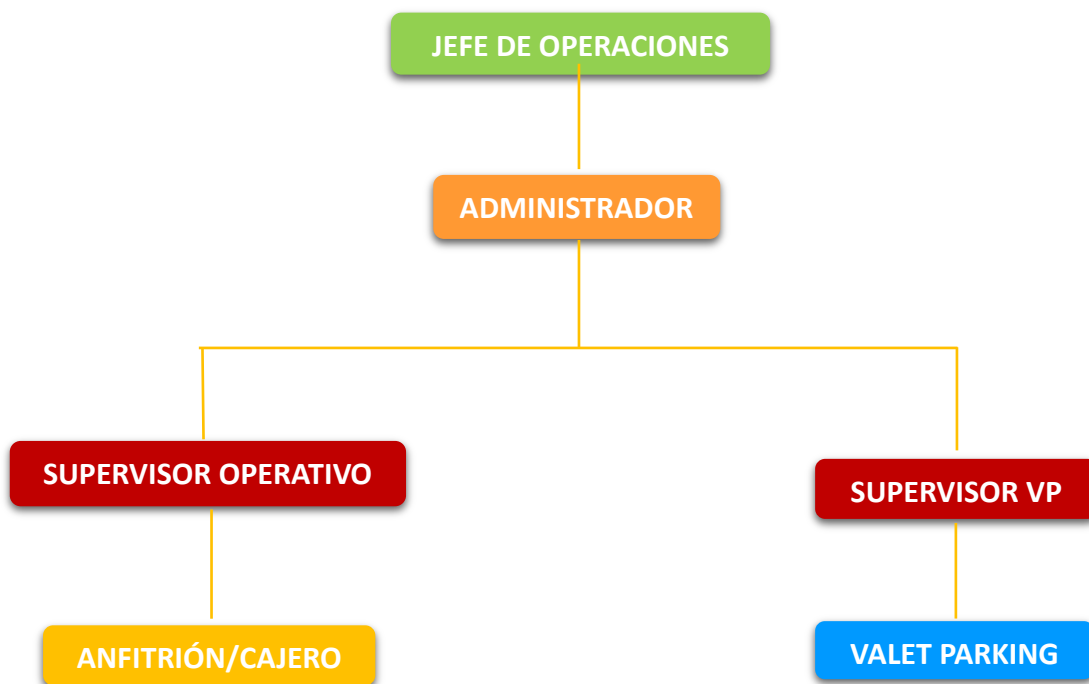 JEFE DE OPERACIONES
ADMINISTRADOR
SUPERVISOR OPERATIVO
SUPERVISOR VP
ANFITRIÓN/CAJERO
VALET PARKING